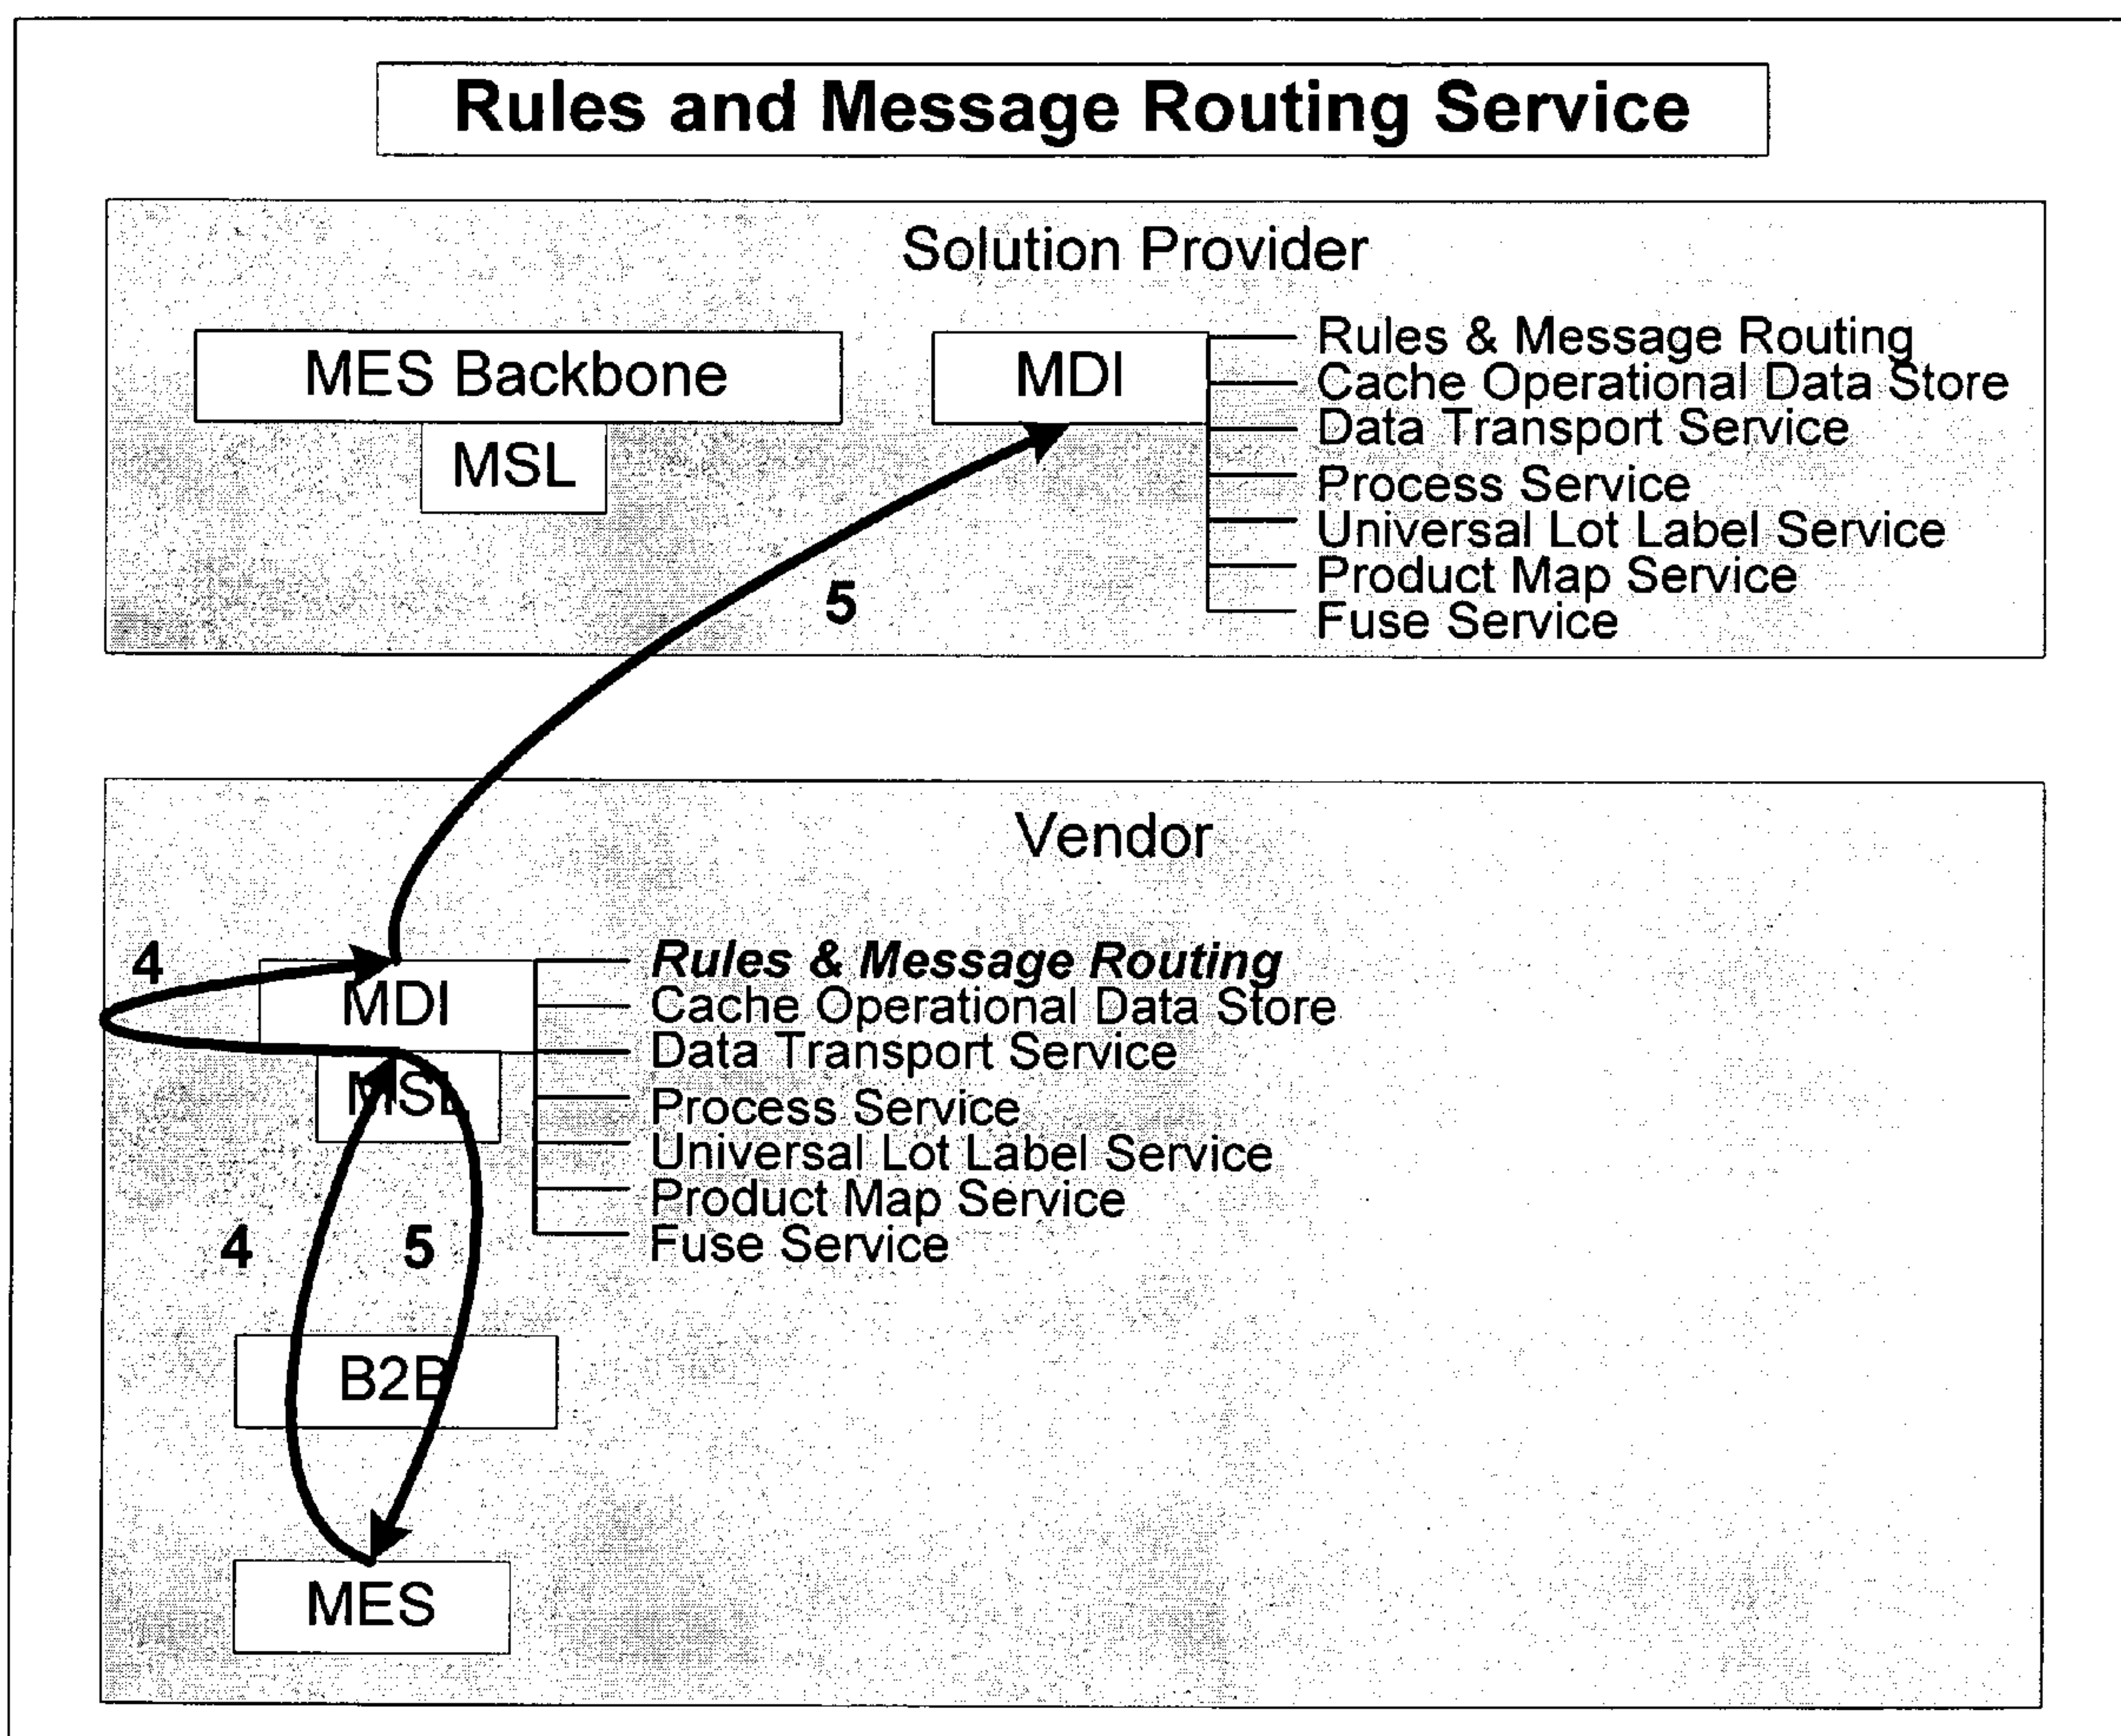 Rules and Message Routing Service
Solution Provider
MES Backbone
MSL
MDI
Rules & Message Routing
Cache Operational Data Store
Data Transport Service
Process Service
Universal Lot Label Service
Product Map Service
Fuse Service
5
Vendor
4
MDI
MSL
Rules & Message Routing
Cache Operational Data Store
Data Transport Service
Process Service
Universal Lot Label Service
Product Map Service
Fuse Service
4
5
B2B
MES